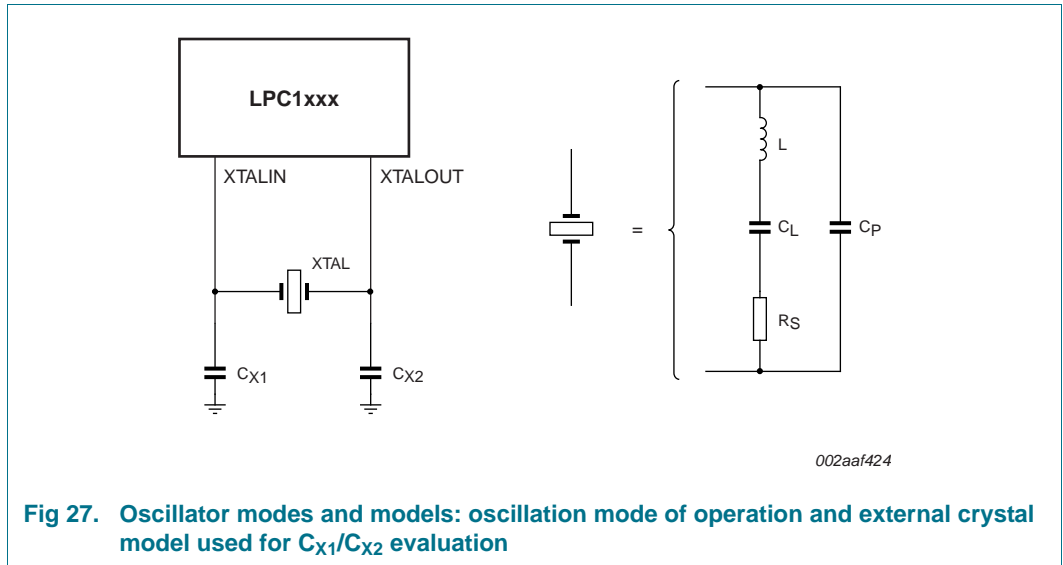 LPC1xxx
XTALIN
XTALOUT
XTAL
CX1
CX2
=
L
CL
CP
RS
002aaf424
Fig 27. Oscillator modes and models: oscillation mode of operation and external crystal
model used for CX1/CX2 evaluation